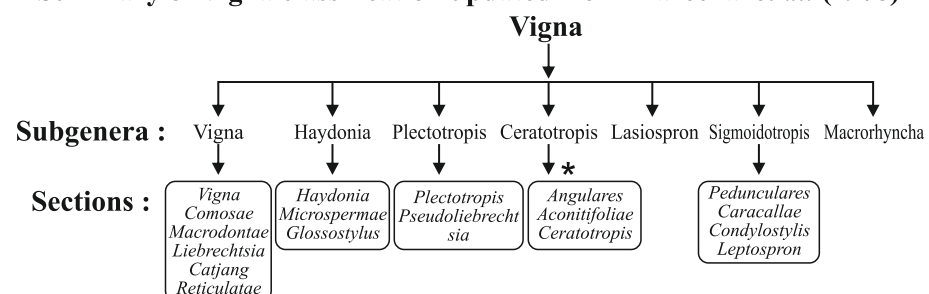 Vigna
Subgenera : Vigna Haydonia Plectotropis Ceratotropis Lasiospron Sigmoidotropis Macrorhyncha
*
Sections :
Vigna
Comosae
Macrodontae
Liebrechtsia
Catjang
Reticulatae
Haydonia
Microspermae
Glossostylus
Plectotropis
Pseudoliebrecht
sia
Angulares
Aconitifoliae
Ceratotropis
Pedunculares
Caracallae
Condylostylis
Leptospron